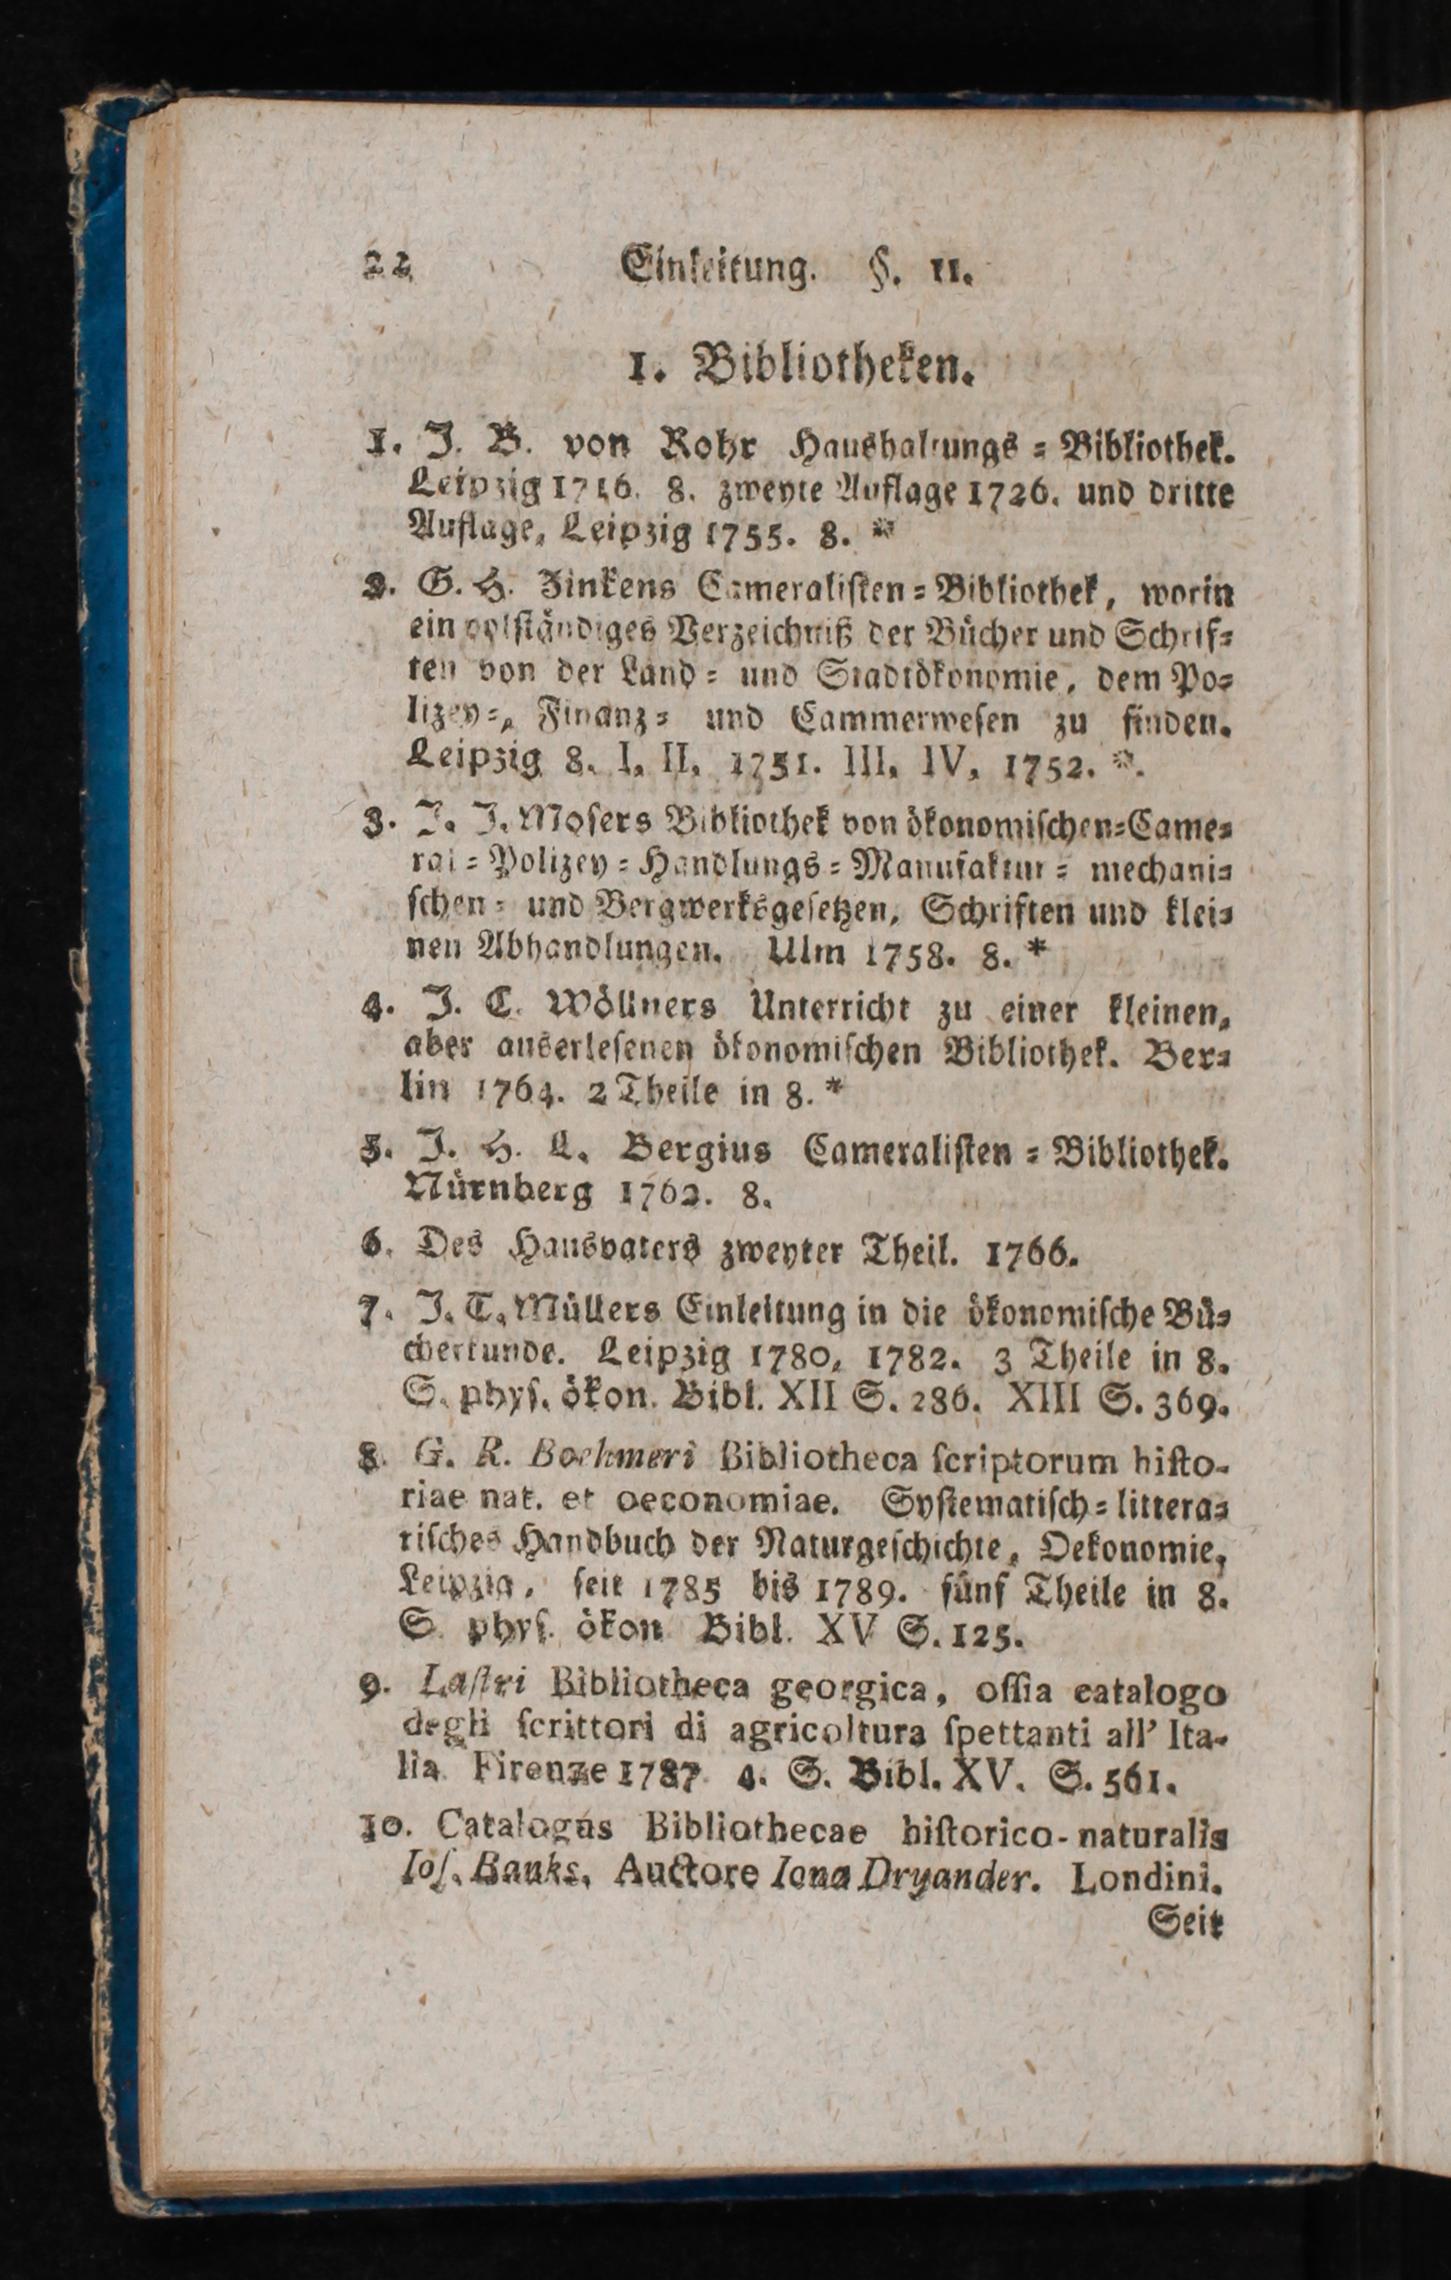 22 Einleitung. §. 11.
1. Bibliotheken.
1. J. B. von Rohr Haushaltungs = Bibliothek.
Leipzig 1716. 8. zweyte Auflage 1726. und dritte
Auflage, Leipzig 1755. 8. *
2. G. H. Zinkens Cameralisten = Bibliothek, worin
ein volständiges Verzeichniß der Bücher und Schrif=
ten von der Land = und Stadtökonomie, dem Po=
lizey=, Finanz= und Cammerwesen zu finden.
Leipzig 8. I, II, 1751. III, IV, 1752. *.
3. J. J. Mosers Bibliothek von ökonomischen=Came=
ral = Polizey = Handlungs = Manufaktur = mechani=
schen = und Bergwerksgesetzen, Schriften und klei=
nen Abhandlungen. Ulm 1758. 8. *
4. J. C. Wöllners Unterricht zu einer kleinen,
aber auserlesenen ökonomischen Bibliothek. Ber=
lin 1764. 2 Theile in 8. *
5. J. H. L. Bergius Cameralisten = Bibliothek.
Nürnberg 1762. 8.
6. Des Hausvaters zweyter Theil. 1766.
7. J. T. Müllers Einleitung in die ökonomische Bü=
cherkunde. Leipzig 1780, 1782. 3 Theile in 8.
S. phys. ökon. Bibl. XII S. 286. XIII S. 369.
8. G. R. Boehmeri Bibliotheca ſcriptorum hiſto-
riae nat. et oeconomiae. Systematisch = littera=
risches Handbuch der Naturgeschichte, Oekonomie,
Leipzig, seit 1785 bis 1789. fünf Theile in 8.
S. phys. ökon. Bibl. XV S. 125.
9. Laſtri Bibliotheca georgica, oſſia catalogo
degli ſcrittori di agricoltura ſpettanti all' Ita-
lia. Firenze 1787. 4. S. Bibl. XV. S. 561.
10. Catalogus Bibliothecae hiſtorico-naturalis
Ioſ. Banks, Auctore Iona Dryander. Londini.
Seit